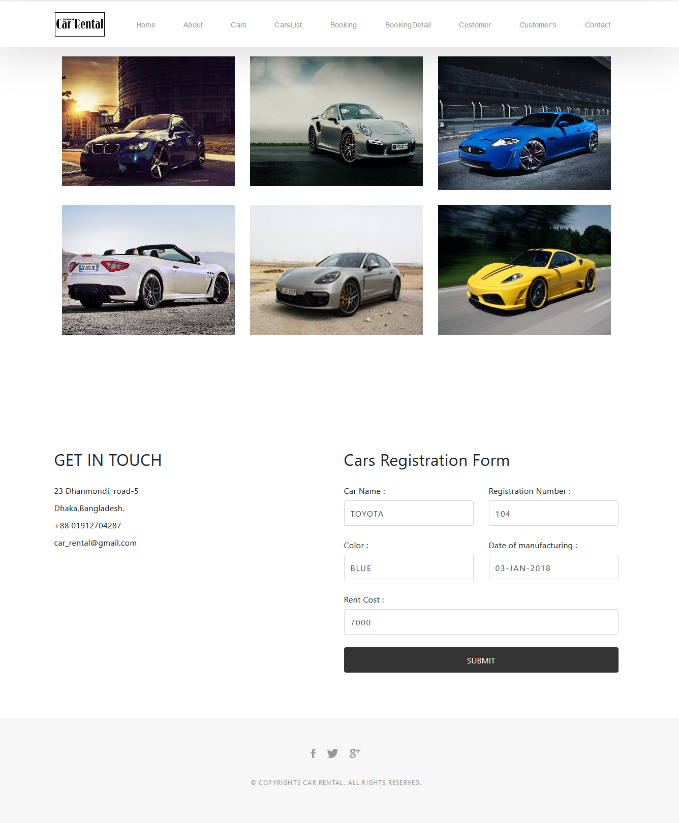 Car Rental
Home About Cars CarsList Booking BookingDetail Customer Customer's Contact
GET IN TOUCH
23 Dhanmondi, road-5
Dhaka,Bangladesh.
+88 01912704287
car_rental@gmail.com
Cars Registration Form
Car Name : Registration Number :
TOYOTA 104
Color : Date of manufacturing :
BLUE 03-JAN-2018
Rent Cost :
7000
SUBMIT
© COPYRIGHTS CAR RENTAL. ALL RIGHTS RESERVED.